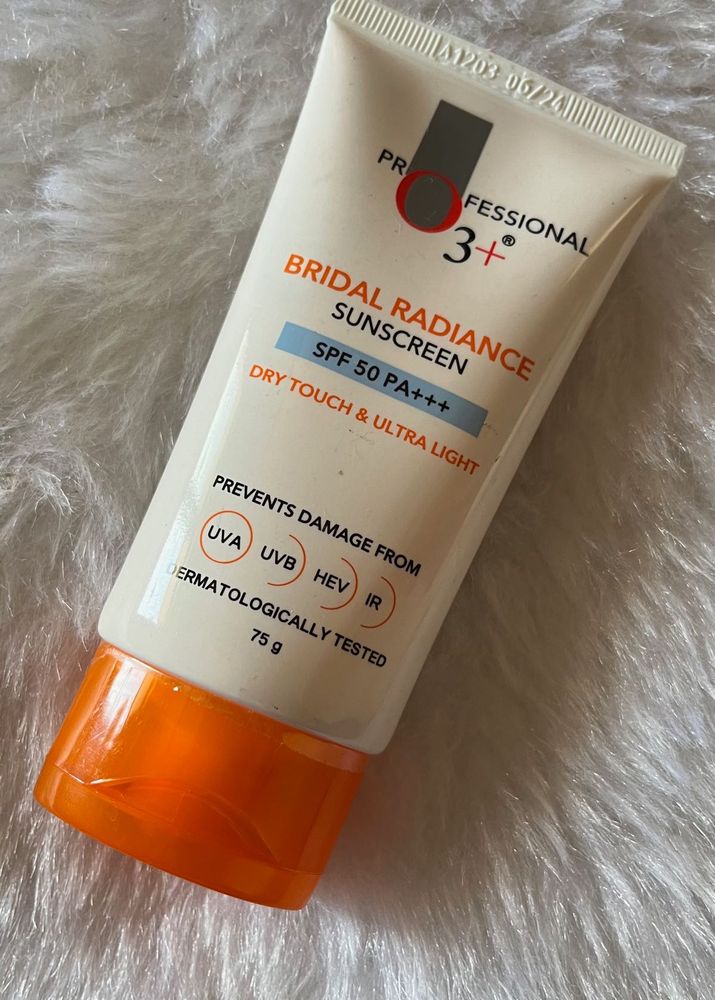 A1203 06/24
PROFESSIONAL
O3+®
BRIDAL RADIANCE
SUNSCREEN
SPF 50 PA+++
DRY TOUCH & ULTRA LIGHT
PREVENTS DAMAGE FROM
UVA UVB HEV IR
DERMATOLOGICALLY TESTED
75 g